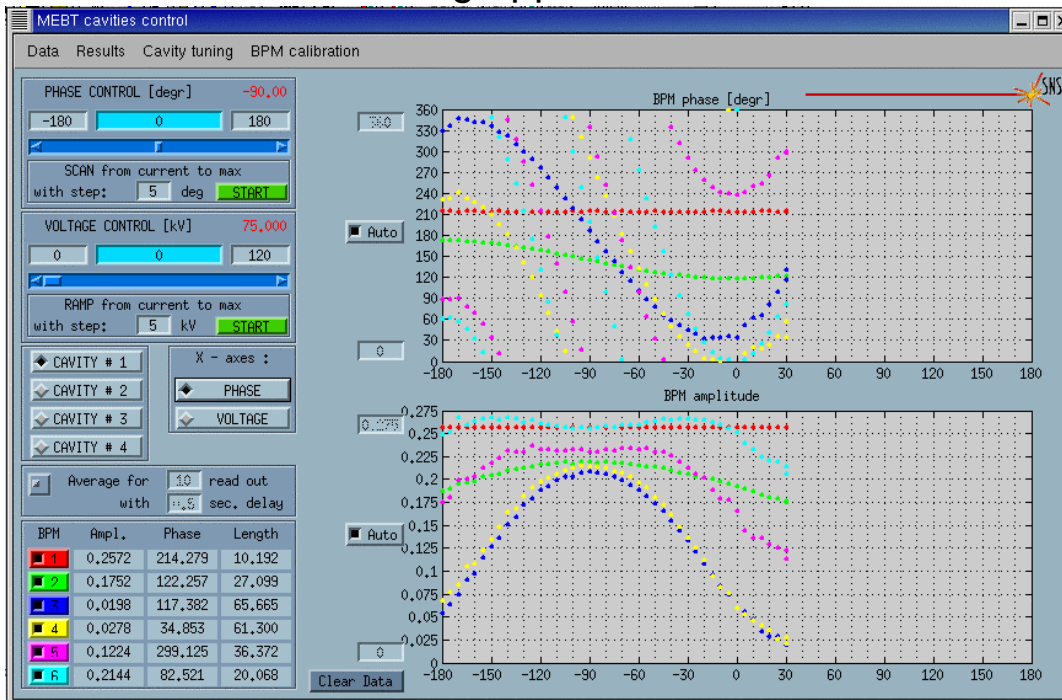 MEBT cavities control
Data Results Cavity tuning BPM calibration
PHASE CONTROL [degr] -90.00
-180 0 180
SCAN from current to max
with step: 5 deg START
VOLTAGE CONTROL [kV] 75.000
0 0 120
RAMP from current to max
with step: 5 kV START
CAVITY # 1
CAVITY # 2
CAVITY # 3
CAVITY # 4
X - axes :
PHASE
VOLTAGE
Average for 10 read out
with sec. delay
BPM Ampl. Phase Length
1 0.2572 214.279 10.192
2 0.1752 122.257 27.099
3 0.0198 117.382 65.665
4 0.0278 34.853 61.300
5 0.1224 299.125 36.372
6 0.2144 82.521 20.068
SNS
BPM phase [degr]
360
Auto
0
360
330
300
270
240
210
180
150
120
90
60
30
0
-180 -150 -120 -90 -60 -30 0 30 60 90 120 150 180
BPM amplitude
0.275
Auto
0
0.275
0.25
0.225
0.2
0.175
0.15
0.125
0.1
0.075
0.05
0.025
0
-180 -150 -120 -90 -60 -30 0 30 60 90 120 150 180
Clear Data